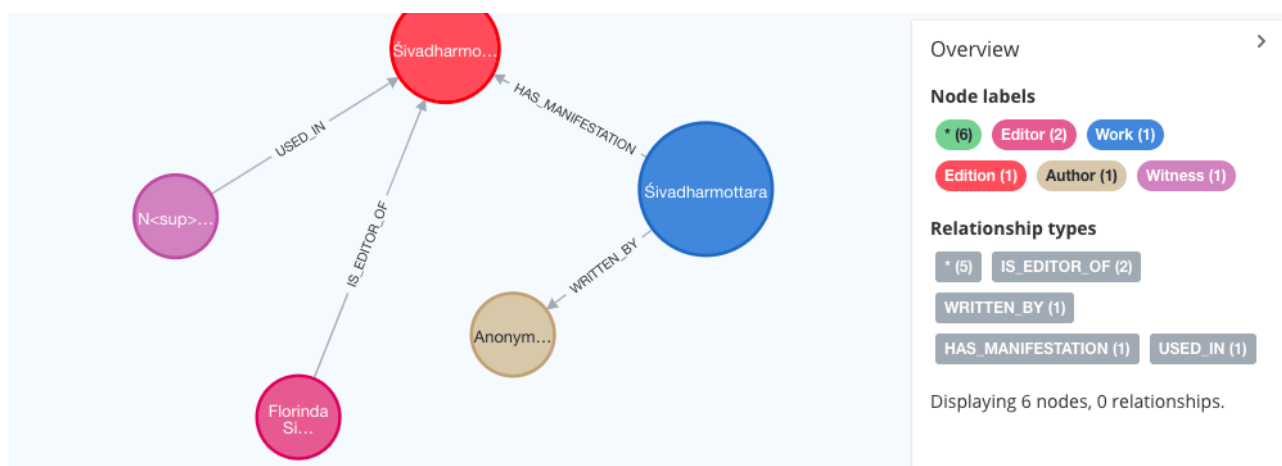 Śivadharmo…
USED_IN
HAS_MANIFESTATION
IS_EDITOR_OF
N<sup>…
Śivadharmottara
WRITTEN_BY
Anonym…
Florinda
Si…
Overview
Node labels
* (6) Editor (2) Work (1)
Edition (1) Author (1) Witness (1)
Relationship types
* (5) IS_EDITOR_OF (2)
WRITTEN_BY (1)
HAS_MANIFESTATION (1) USED_IN (1)
Displaying 6 nodes, 0 relationships.